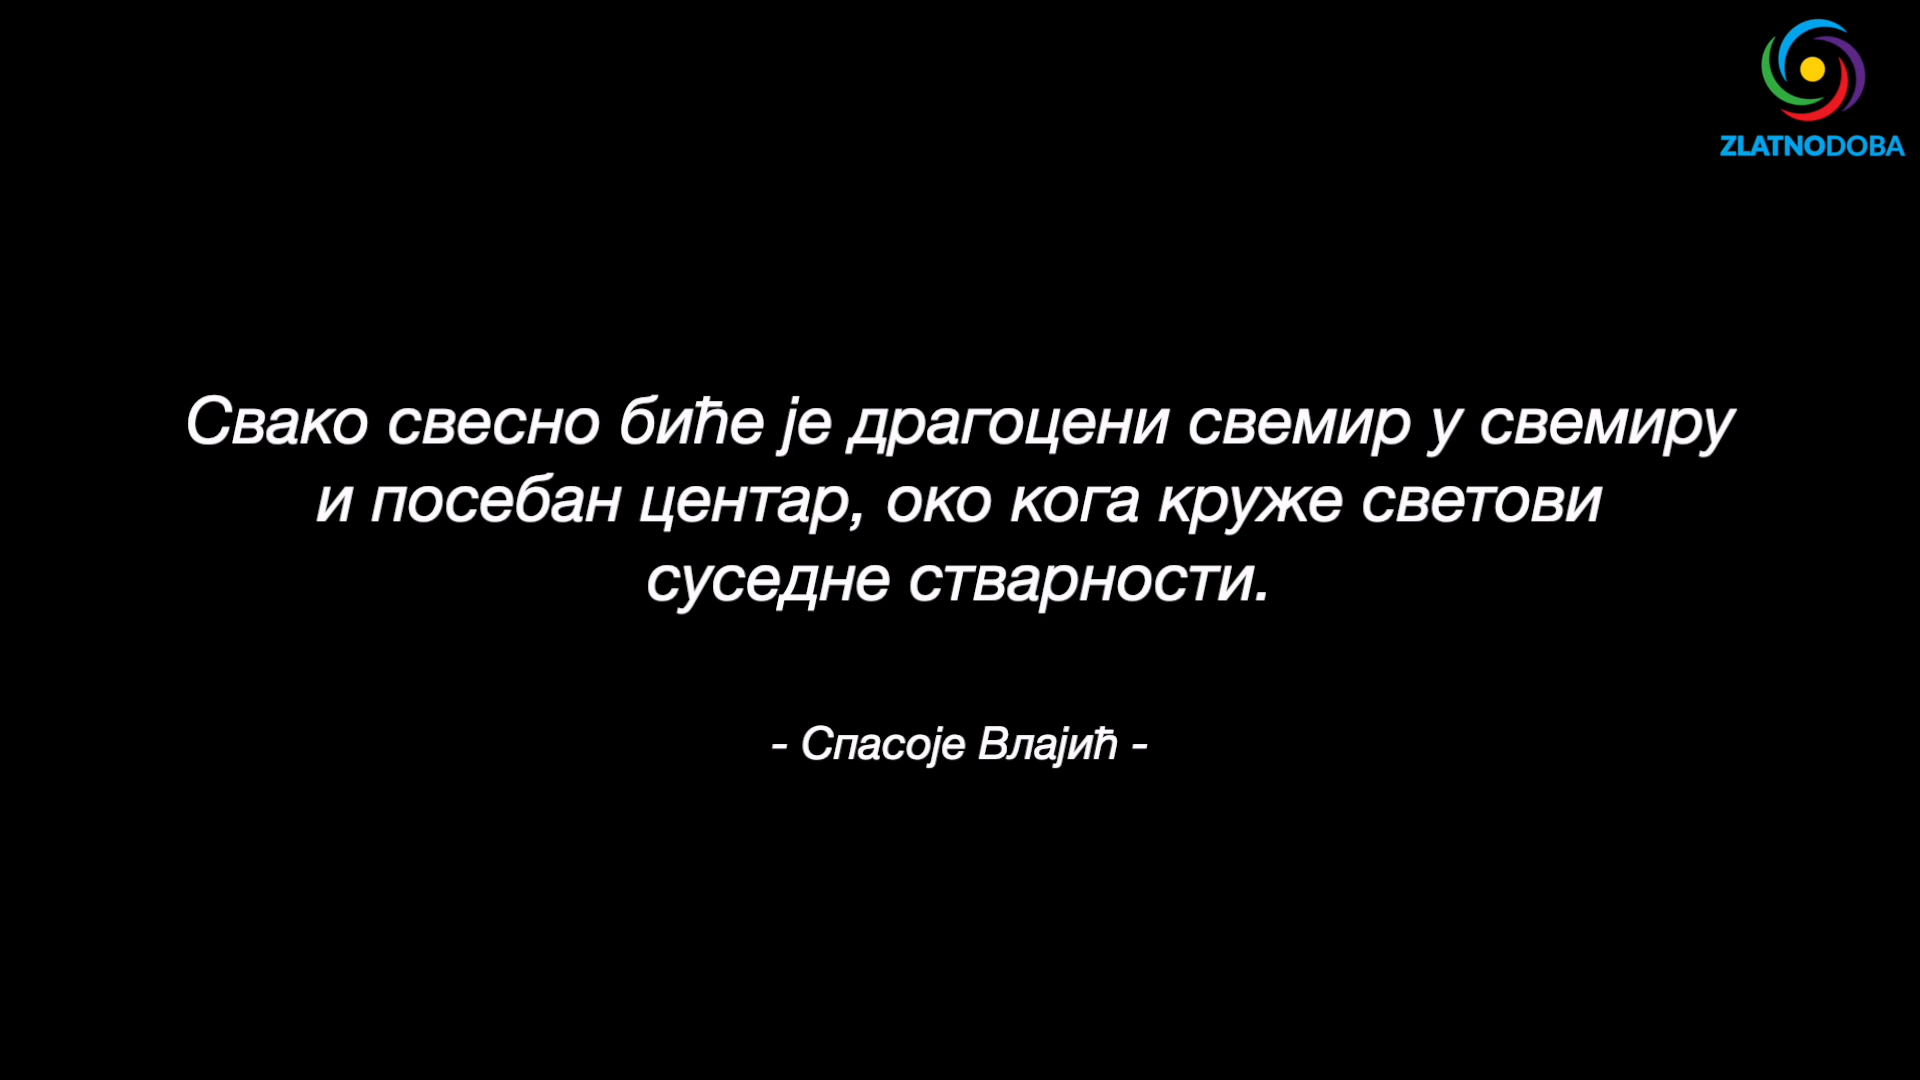 ZLATNODOBA
Свако свесно биће је драгоцени свемир у свемиру
и посебан центар, око кога круже светови
суседне стварности.
- Спасоје Влајић -